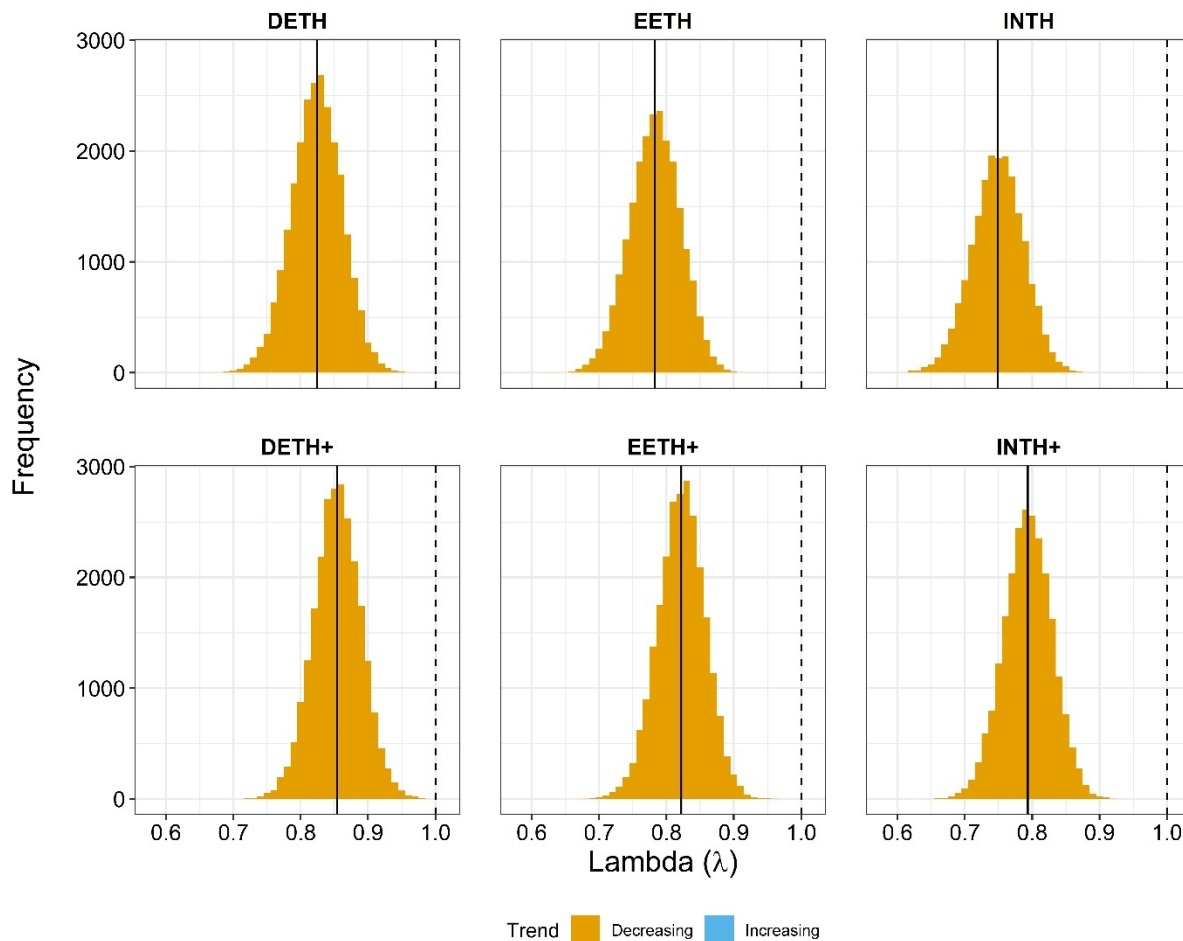 DETH EETH INTH
3000
2000
1000
0
Frequency
DETH+ EETH+ INTH+
3000
2000
1000
0
0.6 0.7 0.8 0.9 1.0 0.6 0.7 0.8 0.9 1.0 0.6 0.7 0.8 0.9 1.0
Lambda (λ)
Trend Decreasing Increasing